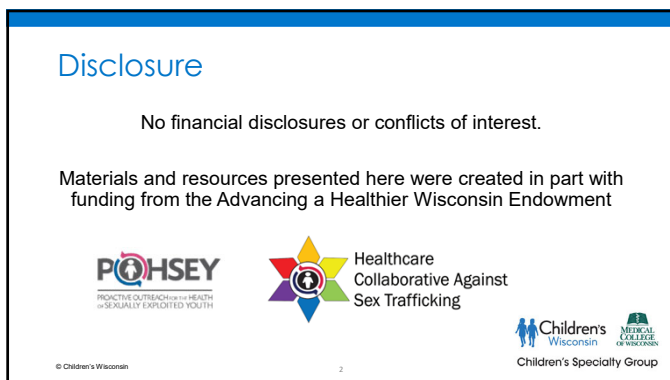 Disclosure
No financial disclosures or conflicts of interest.
Materials and resources presented here were created in part with
funding from the Advancing a Healthier Wisconsin Endowment
POHSEY
PROACTIVE OUTREACH FOR THE HEALTH
OF SEXUALLY EXPLOITED YOUTH
Healthcare
Collaborative Against
Sex Trafficking
Children's
Wisconsin
MEDICAL
COLLEGE
OF WISCONSIN
Children's Specialty Group
© Children's Wisconsin
2